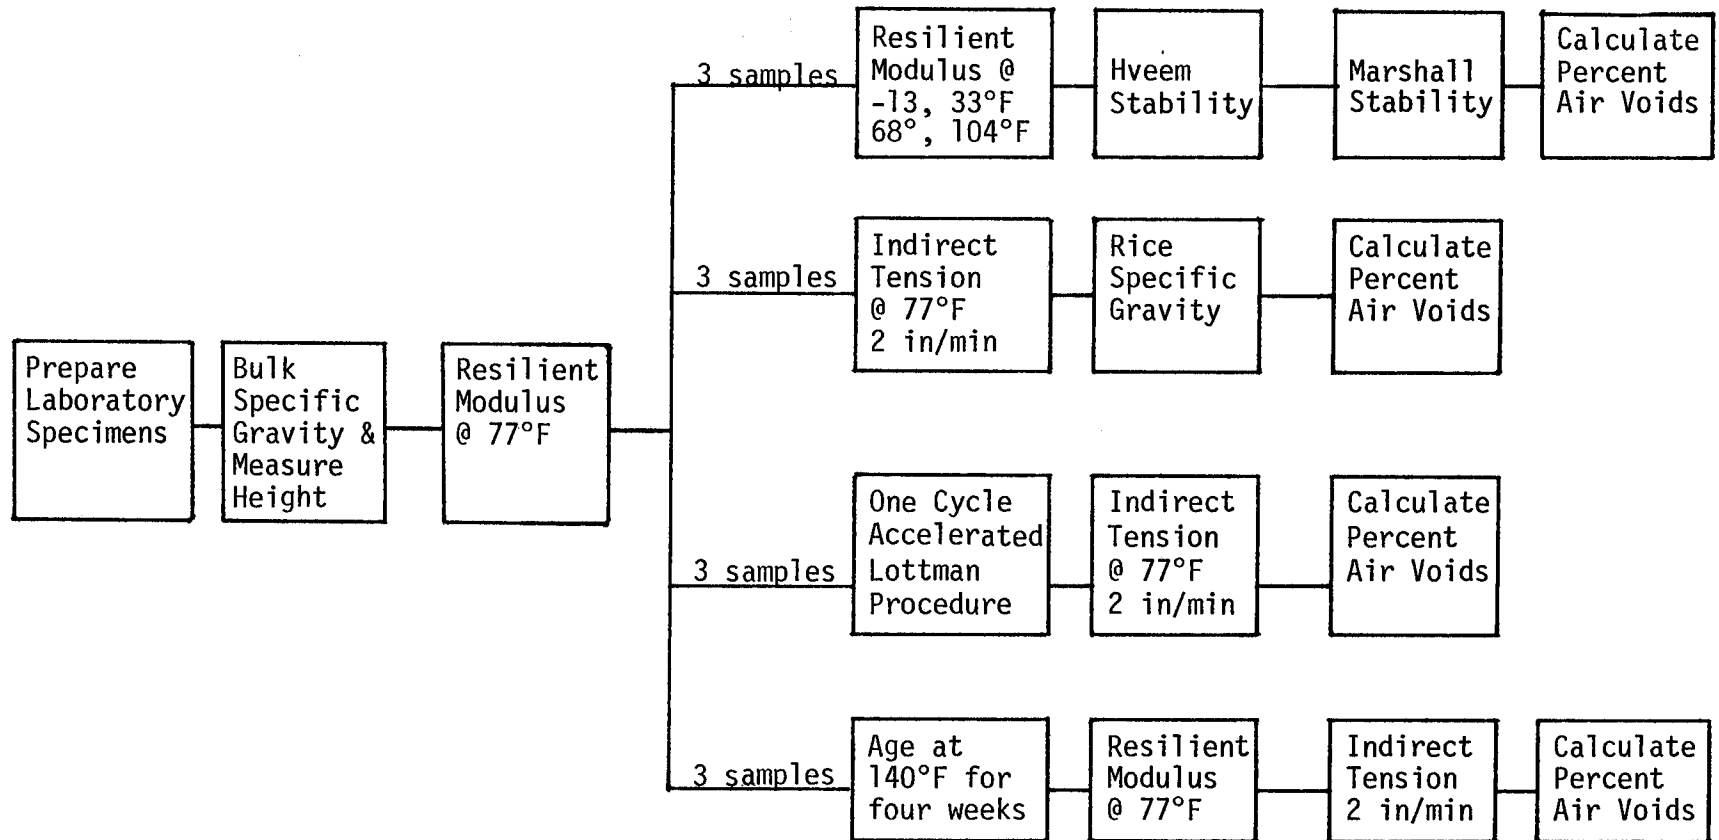 Prepare
Laboratory
Specimens
Bulk
Specific
Gravity &
Measure
Height
Resilient
Modulus
@ 77°F
3 samples
Resilient
Modulus @
-13, 33°F
68°, 104°F
Hveem
Stability
Marshall
Stability
Calculate
Percent
Air Voids
3 samples
Indirect
Tension
@ 77°F
2 in/min
Rice
Specific
Gravity
Calculate
Percent
Air Voids
3 samples
One Cycle
Accelerated
Lottman
Procedure
Indirect
Tension
@ 77°F
2 in/min
Calculate
Percent
Air Voids
3 samples
Age at
140°F for
four weeks
Resilient
Modulus
@ 77°F
Indirect
Tension
2 in/min
Calculate
Percent
Air Voids